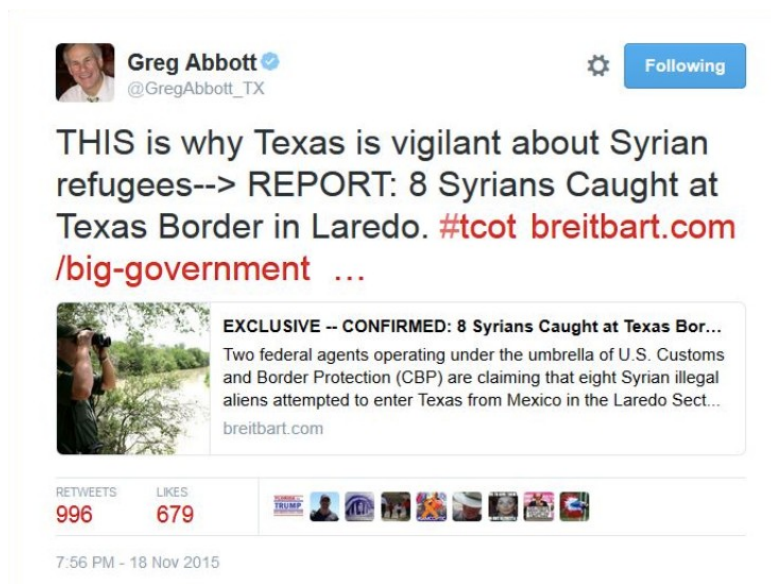 Greg Abbott
@GregAbbott_TX
Following
THIS is why Texas is vigilant about Syrian
refugees--> REPORT: 8 Syrians Caught at
Texas Border in Laredo. #tcot breitbart.com
/big-government ...
EXCLUSIVE -- CONFIRMED: 8 Syrians Caught at Texas Bor...
Two federal agents operating under the umbrella of U.S. Customs
and Border Protection (CBP) are claiming that eight Syrian illegal
aliens attempted to enter Texas from Mexico in the Laredo Sect...
breitbart.com
RETWEETS LIKES
996 679
TRUMP
7:56 PM - 18 Nov 2015